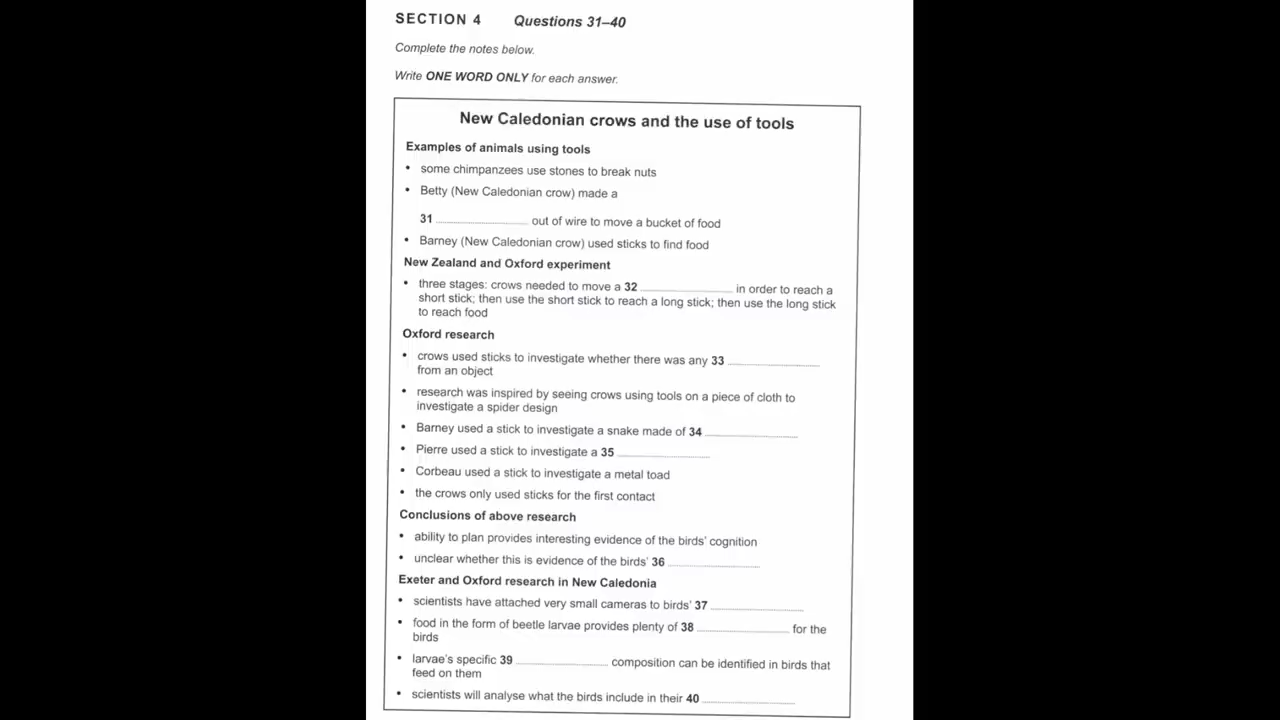 SECTION 4 Questions 31–40
Complete the notes below.
Write ONE WORD ONLY for each answer.
New Caledonian crows and the use of tools
Examples of animals using tools
• some chimpanzees use stones to break nuts
• Betty (New Caledonian crow) made a
31 .............................. out of wire to move a bucket of food
• Barney (New Caledonian crow) used sticks to find food
New Zealand and Oxford experiment
• three stages: crows needed to move a 32 .............................. in order to reach a
short stick; then use the short stick to reach a long stick; then use the long stick
to reach food
Oxford research
• crows used sticks to investigate whether there was any 33 ..............................
from an object
• research was inspired by seeing crows using tools on a piece of cloth to
investigate a spider design
• Barney used a stick to investigate a snake made of 34 ..............................
• Pierre used a stick to investigate a 35 ..............................
• Corbeau used a stick to investigate a metal toad
• the crows only used sticks for the first contact
Conclusions of above research
• ability to plan provides interesting evidence of the birds' cognition
• unclear whether this is evidence of the birds' 36 ..............................
Exeter and Oxford research in New Caledonia
• scientists have attached very small cameras to birds' 37 ..............................
• food in the form of beetle larvae provides plenty of 38 .............................. for the
birds
• larvae's specific 39 .............................. composition can be identified in birds that
feed on them
• scientists will analyse what the birds include in their 40 ..............................